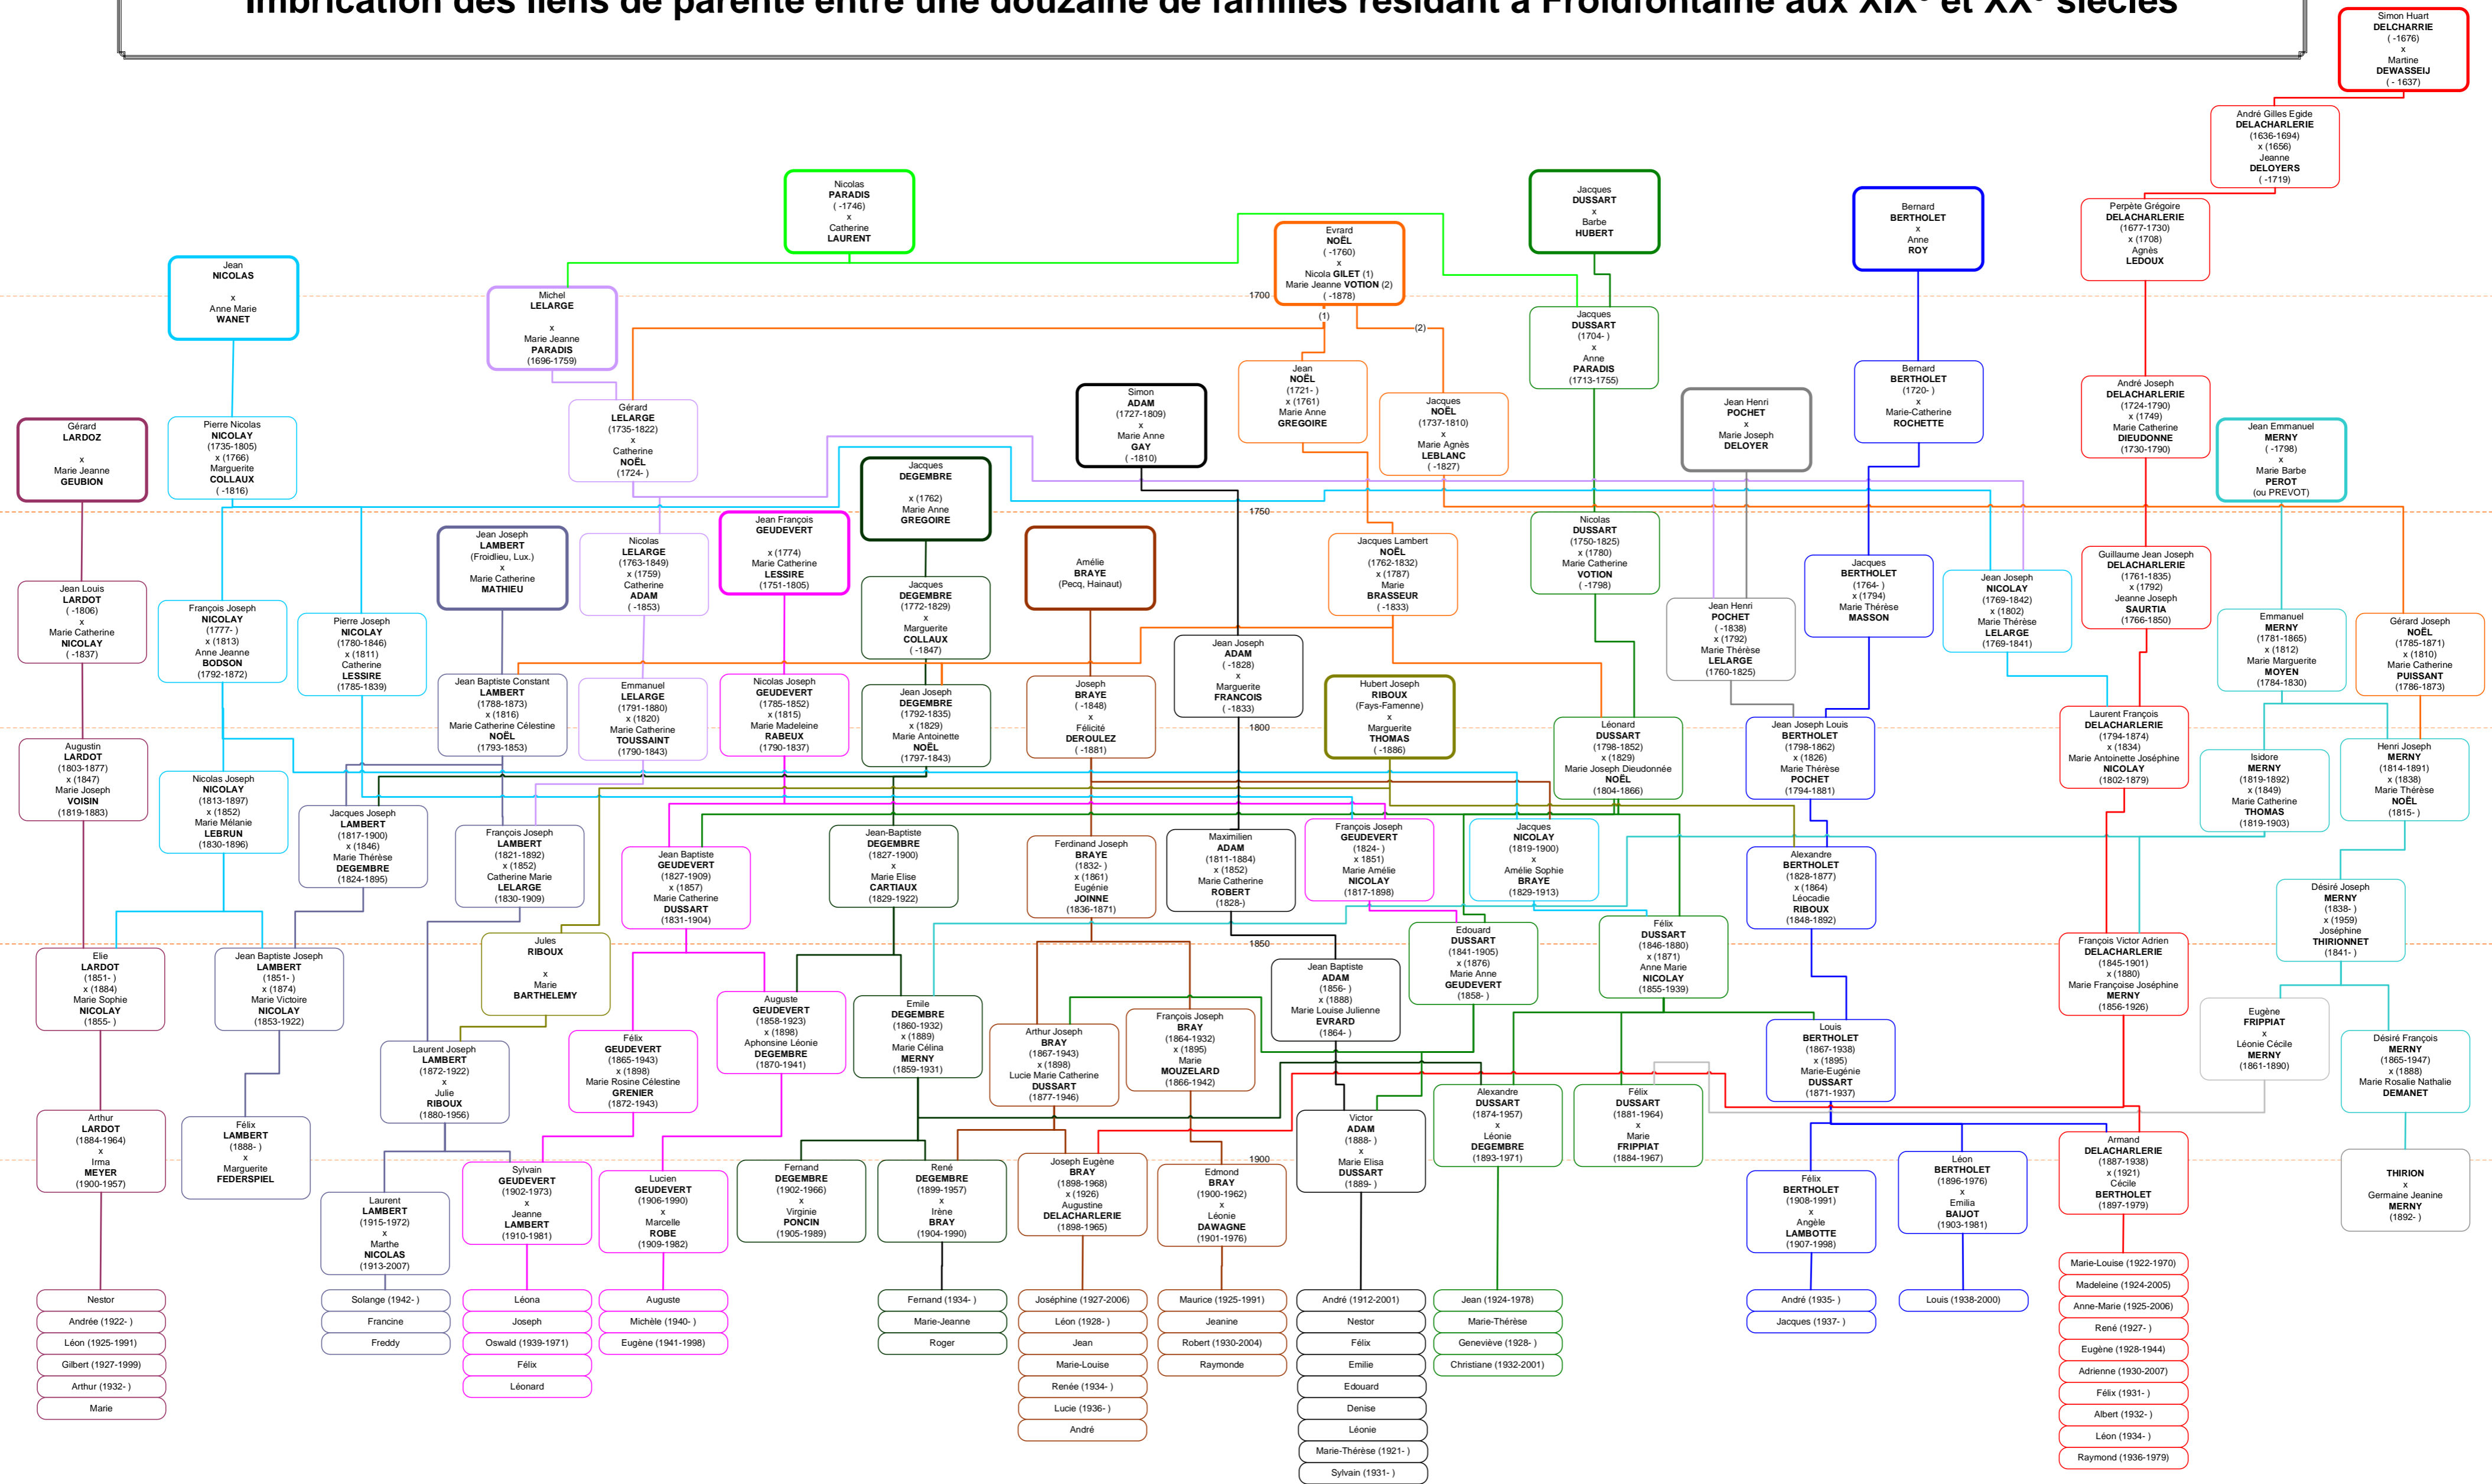 Imbrication des liens de parenté entre une douzaine de familles résidant à Froidfontaine aux XIXe et XXe siècles
Simon Huart
DELCHARRIE
( -1676)
x
Martine
DEWASSEIJ
( - 1637)
André Gilles Egide
DELACHARLERIE
(1636-1694)
x (1656)
Jeanne
DELOYERS
( -1719)
Nicolas
PARADIS
( -1746)
x
Catherine
LAURENT
Jacques
DUSSART
x
Barbe
HUBERT
Bernard
BERTHOLET
x
Anne
ROY
Perpète Grégoire
DELACHARLERIE
(1677-1730)
x (1708)
Agnès
LEDOUX
Evrard
NOËL
( -1760)
x
Nicola GILET (1)
Marie Jeanne VOTION (2)
( -1878)
Jean
NICOLAS
x
Anne Marie
WANET
Michel
LELARGE
x
Marie Jeanne
PARADIS
(1696-1759)
1700
(1)
(2)
Jacques
DUSSART
(1704- )
x
Anne
PARADIS
(1713-1755)
Jean
NOËL
(1721- )
x (1761)
Marie Anne
GREGOIRE
Bernard
BERTHOLET
(1720- )
x
Marie-Catherine
ROCHETTE
André Joseph
DELACHARLERIE
(1724-1790)
x (1749)
Marie Catherine
DIEUDONNE
(1730-1790)
Simon
ADAM
(1727-1809)
x
Marie Anne
GAY
( -1810)
Jacques
NOËL
(1737-1810)
x
Marie Agnès
LEBLANC
( -1827)
Jean Henri
POCHET
x
Marie Joseph
DELOYER
Gérard
LELARGE
(1735-1822)
x
Catherine
NOËL
(1724- )
Gérard
LARDOZ
x
Marie Jeanne
GEUBION
Pierre Nicolas
NICOLAY
(1735-1805)
x (1766)
Marguerite
COLLAUX
( -1816)
Jean Emmanuel
MERNY
( -1798)
x
Marie Barbe
PEROT
(ou PREVOT)
Jacques
DEGEMBRE
x (1762)
Marie Anne
GREGOIRE
1750
Jean Joseph
LAMBERT
(Froidlieu, Lux.)
x
Marie Catherine
MATHIEU
Nicolas
LELARGE
(1763-1849)
x (1759)
Catherine
ADAM
( -1853)
Jean François
GEUDEVERT
x (1774)
Marie Catherine
LESSIRE
(1751-1805)
Amélie
BRAYE
(Pecq, Hainaut)
Jacques Lambert
NOËL
(1762-1832)
x (1787)
Marie
BRASSEUR
( -1833)
Nicolas
DUSSART
(1750-1825)
x (1780)
Marie Catherine
VOTION
( -1798)
Jacques
BERTHOLET
(1764- )
x (1794)
Marie Thérèse
MASSON
Jean Joseph
NICOLAY
(1769-1842)
x (1802)
Marie Thérèse
LELARGE
(1769-1841)
Guillaume Jean Joseph
DELACHARLERIE
(1761-1835)
x (1792)
Jeanne Joseph
SAURTIA
(1766-1850)
Jean Louis
LARDOT
( -1806)
x
Marie Catherine
NICOLAY
( -1837)
François Joseph
NICOLAY
(1777- )
x (1813)
Anne Jeanne
BODSON
(1792-1872)
Pierre Joseph
NICOLAY
(1780-1846)
x (1811)
Catherine
LESSIRE
(1785-1839)
Jacques
DEGEMBRE
(1772-1829)
x
Marguerite
COLLAUX
( -1847)
Jean Henri
POCHET
( -1838)
x (1792)
Marie Thérèse
LELARGE
(1760-1825)
Emmanuel
MERNY
(1781-1865)
x (1812)
Marie Marguerite
MOYEN
(1784-1830)
Gérard Joseph
NOËL
(1785-1871)
x (1810)
Marie Catherine
PUISSANT
(1786-1873)
Jean Joseph
ADAM
( -1828)
x
Marguerite
FRANCOIS
( -1833)
Jean Baptiste Constant
LAMBERT
(1788-1873)
x (1816)
Marie Catherine Célestine
NOËL
(1793-1853)
Emmanuel
LELARGE
(1791-1880)
x (1820)
Marie Catherine
TOUSSAINT
(1790-1843)
Nicolas Joseph
GEUDEVERT
(1785-1852)
x (1815)
Marie Madeleine
RABEUX
(1790-1837)
Jean Joseph
DEGEMBRE
(1792-1835)
x (1829)
Marie Antoinette
NOËL
(1797-1843)
Joseph
BRAYE
( -1848)
x
Félicité
DEROULEZ
( -1881)
Hubert Joseph
RIBOUX
(Fays-Famenne)
x
Marguerite
THOMAS
( -1886)
1800
Léonard
DUSSART
(1798-1852)
x (1829)
Marie Joseph Dieudonnée
NOËL
(1804-1866)
Jean Joseph Louis
BERTHOLET
(1798-1862)
x (1826)
Marie Thérèse
POCHET
(1794-1881)
Laurent François
DELACHARLERIE
(1794-1874)
x (1834)
Marie Antoinette Joséphine
NICOLAY
(1802-1879)
Isidore
MERNY
(1819-1892)
x (1849)
Marie Catherine
THOMAS
(1819-1903)
Henri Joseph
MERNY
(1814-1891)
x (1838)
Marie Thérèse
NOËL
(1815- )
Augustin
LARDOT
(1803-1877)
x (1847)
Marie Joseph
VOISIN
(1819-1883)
Nicolas Joseph
NICOLAY
(1813-1897)
x (1852)
Marie Mélanie
LEBRUN
(1830-1896)
Jacques Joseph
LAMBERT
(1817-1900)
x (1846)
Marie Thérèse
DEGEMBRE
(1824-1895)
François Joseph
LAMBERT
(1821-1892)
x (1852)
Catherine Marie
LELARGE
(1830-1909)
Jean Baptiste
GEUDEVERT
(1827-1909)
x (1857)
Marie Catherine
DUSSART
(1831-1904)
Jean-Baptiste
DEGEMBRE
(1827-1900)
x
Marie Elise
CARTIAUX
(1829-1922)
Ferdinand Joseph
BRAYE
(1832- )
x (1861)
Eugénie
JOINNE
(1836-1871)
Maximilien
ADAM
(1811-1884)
x (1852)
Marie Catherine
ROBERT
(1828-)
François Joseph
GEUDEVERT
(1824- )
x 1851)
Marie Amélie
NICOLAY
(1817-1898)
Jacques
NICOLAY
(1819-1900)
x
Amélie Sophie
BRAYE
(1829-1913)
Alexandre
BERTHOLET
(1828-1877)
x (1864)
Léocadie
RIBOUX
(1848-1892)
Désiré Joseph
MERNY
(1838- )
x (1959)
Joséphine
THIRIONNET
(1841- )
Jules
RIBOUX
x
Marie
BARTHELEMY
Edouard
DUSSART
(1841-1905)
x (1876)
Marie Anne
GEUDEVERT
(1858- )
Félix
DUSSART
(1846-1880)
x (1871)
Anne Marie
NICOLAY
(1855-1939)
François Victor Adrien
DELACHARLERIE
(1845-1901)
x (1880)
Marie Françoise Joséphine
MERNY
(1856-1926)
1850
Elie
LARDOT
(1851- )
x (1884)
Marie Sophie
NICOLAY
(1855- )
Jean Baptiste Joseph
LAMBERT
(1851- )
x (1874)
Marie Victoire
NICOLAY
(1853-1922)
Jean Baptiste
ADAM
(1856- )
x (1888)
Marie Louise Julienne
EVRARD
(1864- )
Auguste
GEUDEVERT
(1858-1923)
x (1898)
Aphonsine Léonie
DEGEMBRE
(1870-1941)
Emile
DEGEMBRE
(1860-1932)
x (1889)
Marie Célina
MERNY
(1859-1931)
Eugène
FRIPPIAT
x
Léonie Cécile
MERNY
(1861-1890)
François Joseph
BRAY
(1864-1932)
x (1895)
Marie
MOUZELARD
(1866-1942)
Arthur Joseph
BRAY
(1867-1943)
x (1898)
Lucie Marie Catherine
DUSSART
(1877-1946)
Louis
BERTHOLET
(1867-1938)
x (1895)
Marie-Eugénie
DUSSART
(1871-1937)
Félix
GEUDEVERT
(1865-1943)
x (1898)
Marie Rosine Célestine
GRENIER
(1872-1943)
Désiré François
MERNY
(1865-1947)
x (1888)
Marie Rosalie Nathalie
DEMANET
Laurent Joseph
LAMBERT
(1872-1922)
x
Julie
RIBOUX
(1880-1956)
Alexandre
DUSSART
(1874-1957)
x
Léonie
DEGEMBRE
(1893-1971)
Félix
DUSSART
(1881-1964)
x
Marie
FRIPPIAT
(1884-1967)
Arthur
LARDOT
(1884-1964)
x
Irma
MEYER
(1900-1957)
Félix
LAMBERT
(1888- )
x
Marguerite
FEDERSPIEL
Victor
ADAM
(1888- )
x
Marie Elisa
DUSSART
(1889- )
Armand
DELACHARLERIE
(1887-1938)
x (1921)
Cécile
BERTHOLET
(1897-1979)
1900
Sylvain
GEUDEVERT
(1902-1973)
x
Jeanne
LAMBERT
(1910-1981)
Lucien
GEUDEVERT
(1906-1990)
x
Marcelle
ROBE
(1909-1982)
Fernand
DEGEMBRE
(1902-1966)
x
Virginie
PONCIN
(1905-1989)
René
DEGEMBRE
(1899-1957)
x
Irène
BRAY
(1904-1990)
Joseph Eugène
BRAY
(1898-1968)
x (1926)
Augustine
DELACHARLERIE
(1898-1965)
Edmond
BRAY
(1900-1962)
x
Léonie
DAWAGNE
(1901-1976)
Félix
BERTHOLET
(1908-1991)
x
Angèle
LAMBOTTE
(1907-1998)
Léon
BERTHOLET
(1896-1976)
x
Emilia
BAIJOT
(1903-1981)
THIRION
x
Germaine Jeanine
MERNY
(1892- )
Laurent
LAMBERT
(1915-1972)
x
Marthe
NICOLAS
(1913-2007)
Nestor
Andrée (1922- )
Léon (1925-1991)
Gilbert (1927-1999)
Arthur (1932- )
Marie
Solange (1942- )
Francine
Freddy
Léona
Joseph
Oswald (1939-1971)
Félix
Léonard
Auguste
Michèle (1940- )
Eugène (1941-1998)
Fernand (1934- )
Marie-Jeanne
Roger
Joséphine (1927-2006)
Léon (1928- )
Jean
Marie-Louise
Renée (1934- )
Lucie (1936- )
André
Maurice (1925-1991)
Jeanine
Robert (1930-2004)
Raymonde
André (1912-2001)
Nestor
Félix
Emilie
Edouard
Denise
Léonie
Marie-Thérèse (1921- )
Sylvain (1931- )
Jean (1924-1978)
Marie-Thérèse
Geneviève (1928- )
Christiane (1932-2001)
André (1935- )
Jacques (1937- )
Louis (1938-2000)
Marie-Louise (1922-1970)
Madeleine (1924-2005)
Anne-Marie (1925-2006)
René (1927- )
Eugène (1928-1944)
Adrienne (1930-2007)
Félix (1931- )
Albert (1932- )
Léon (1934- )
Raymond (1936-1979)